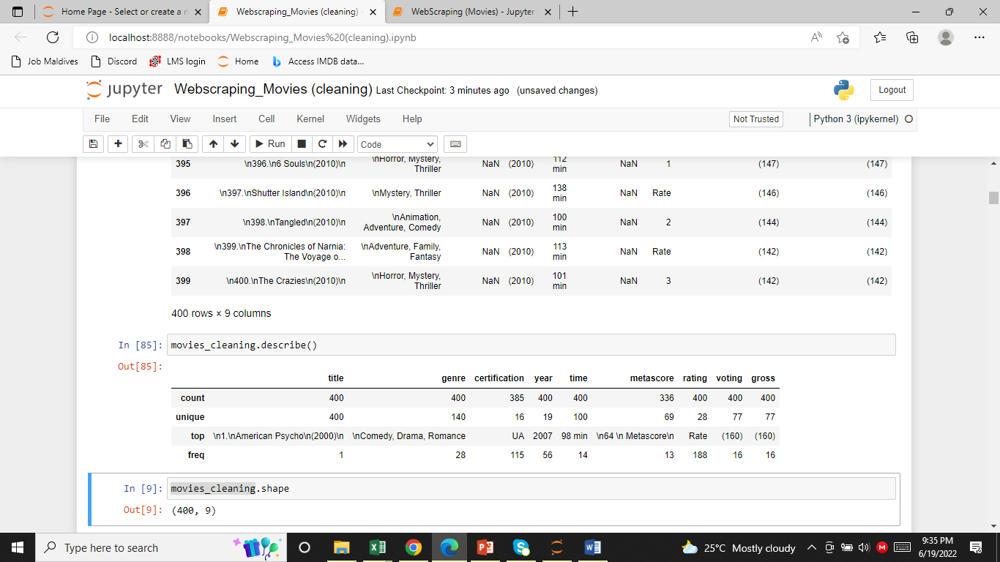 Home Page - Select or create a n
Webscraping_Movies (cleaning) -
WebScraping (Movies) - Jupyter
localhost:8888/notebooks/Webscraping_Movies%20(cleaning).ipynb
Job Maldives Discord LMS login Home Access IMDB data...
jupyter Webscraping_Movies (cleaning) Last Checkpoint: 3 minutes ago (unsaved changes) Logout
File Edit View Insert Cell Kernel Widgets Help Not Trusted Python 3 (ipykernel)
Run Code
395 \n396.\n6 Souls\n(2010)\n \nHorror, Mystery, Thriller NaN (2010) 112 min NaN 1 (147) (147)
396 \n397.\nShutter Island\n(2010)\n \nMystery, Thriller NaN (2010) 138 min NaN Rate (146) (146)
397 \n398.\nTangled\n(2010)\n \nAnimation, Adventure, Comedy NaN (2010) 100 min NaN 2 (144) (144)
398 \n399.\nThe Chronicles of Narnia: The Voyage o... \nAdventure, Family, Fantasy NaN (2010) 113 min NaN Rate (142) (142)
399 \n400.\nThe Crazies\n(2010)\n \nHorror, Mystery, Thriller NaN (2010) 101 min NaN 3 (142) (142)
400 rows × 9 columns
In [85]: movies_cleaning.describe()
Out[85]:
title genre certification year time metascore rating voting gross
count 400 400 385 400 400 336 400 400 400
unique 400 140 16 19 100 69 28 77 77
top \n1.\nAmerican Psycho\n(2000)\n \nComedy, Drama, Romance UA 2007 98 min \n64 \n Metascore\n Rate (160) (160)
freq 1 28 115 56 14 13 188 16 16
In [9]: movies_cleaning.shape
Out[9]: (400, 9)
Type here to search
25°C Mostly cloudy
9:35 PM
6/19/2022